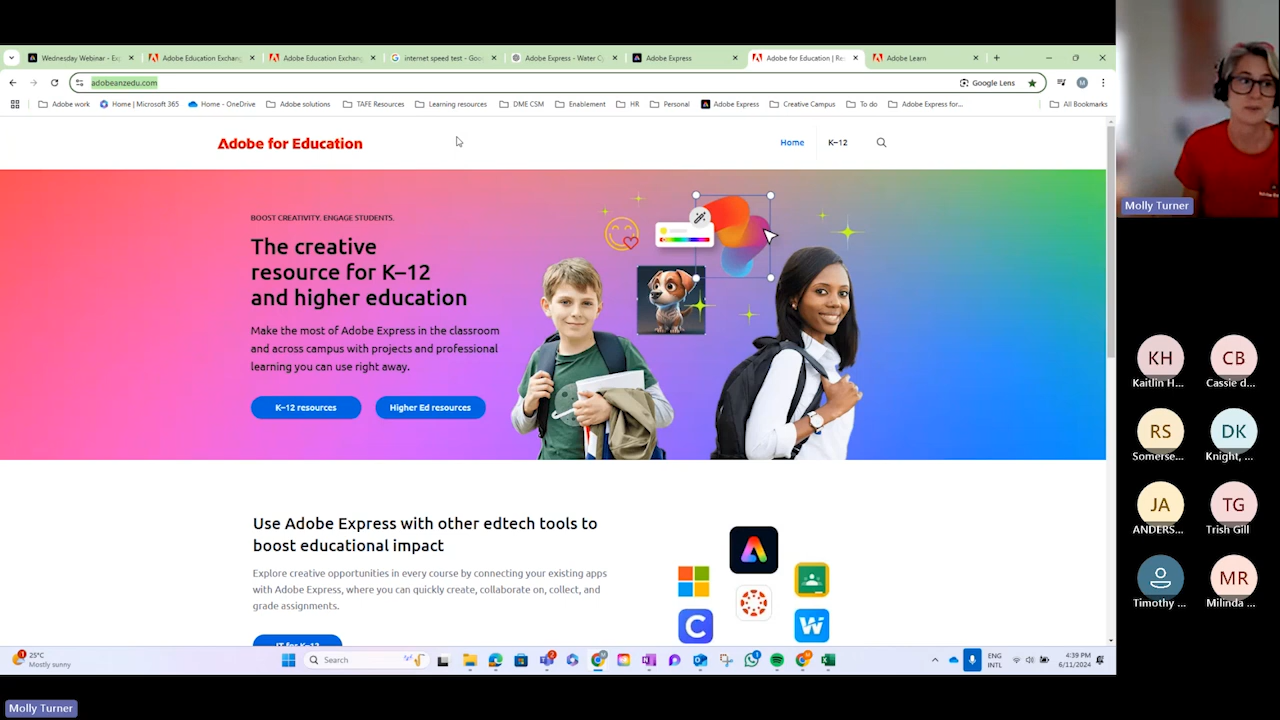 Wednesday Webinar - Ex
Adobe Education Exchan
Adobe Education Exchan
internet speed test - Goo
Adobe Express - Water C
Adobe Express
Adobe for Education | Re
Adobe Learn
adobeanzedu.com
Google Lens
M
Adobe work
Home | Microsoft 365
Home - OneDrive
Adobe solutions
TAFE Resources
Learning resources
DME CSM
Enablement
HR
Personal
Adobe Express
Creative Campus
To do
Adobe Express for...
All Bookmarks
Adobe for Education
Home
K–12
BOOST CREATIVITY. ENGAGE STUDENTS.
The creative
resource for K–12
and higher education
Make the most of Adobe Express in the classroom
and across campus with projects and professional
learning you can use right away.
K–12 resources
Higher Ed resources
Use Adobe Express with other edtech tools to
boost educational impact
Explore creative opportunities in every course by connecting your existing apps
with Adobe Express, where you can quickly create, collaborate on, collect, and
grade assignments.
IT for K–12
Molly Turner
KH
Kaitlin H...
CB
Cassie d...
RS
Somerse...
DK
Knight, ...
JA
ANDERS...
TG
Trish Gill
Timothy ...
MR
Milinda ...
25°C
Mostly sunny
Search
ENG
INTL
4:39 PM
6/11/2024
Molly Turner